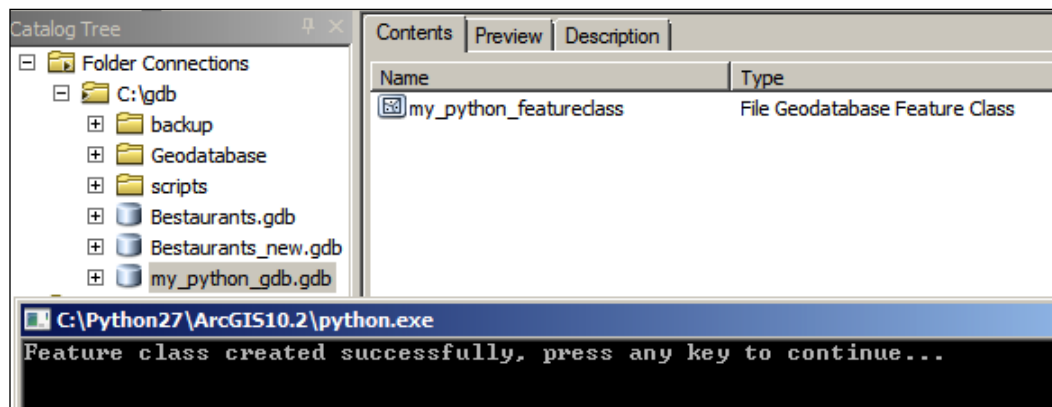 Catalog Tree
Folder Connections
C:\gdb
backup
Geodatabase
scripts
Bestaurants.gdb
Bestaurants_new.gdb
my_python_gdb.gdb
Contents Preview Description
Name Type
my_python_featureclass File Geodatabase Feature Class
C:\Python27\ArcGIS10.2\python.exe
Feature class created successfully, press any key to continue...